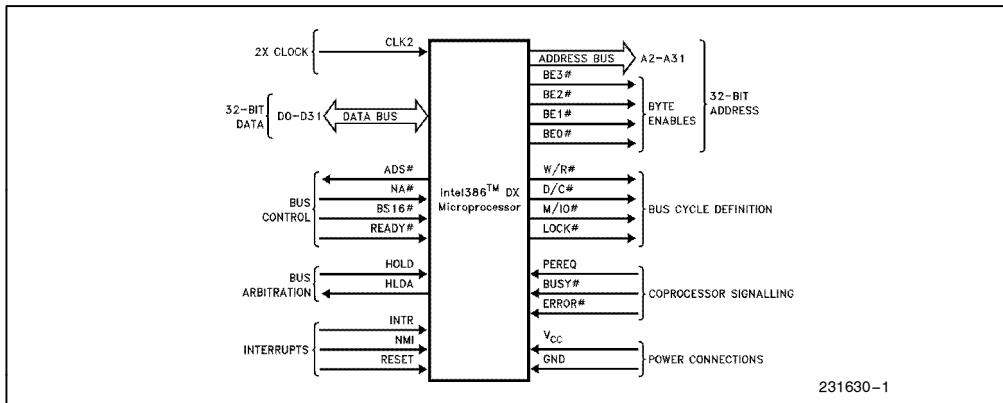 2X CLOCK
CLK2
32-BIT
DATA
D0-D31
DATA BUS
BUS
CONTROL
ADS#
NA#
BS16#
READY#
BUS
ARBITRATION
HOLD
HLDA
INTERRUPTS
INTR
NMI
RESET
Intel386™ DX
Microprocessor
ADDRESS BUS
A2-A31
BE3#
BE2#
BE1#
BE0#
BYTE
ENABLES
32-BIT
ADDRESS
W/R#
D/C#
M/IO#
LOCK#
BUS CYCLE DEFINITION
PEREQ
BUSY#
ERROR#
COPROCESSOR SIGNALLING
VCC
GND
POWER CONNECTIONS
231630-1